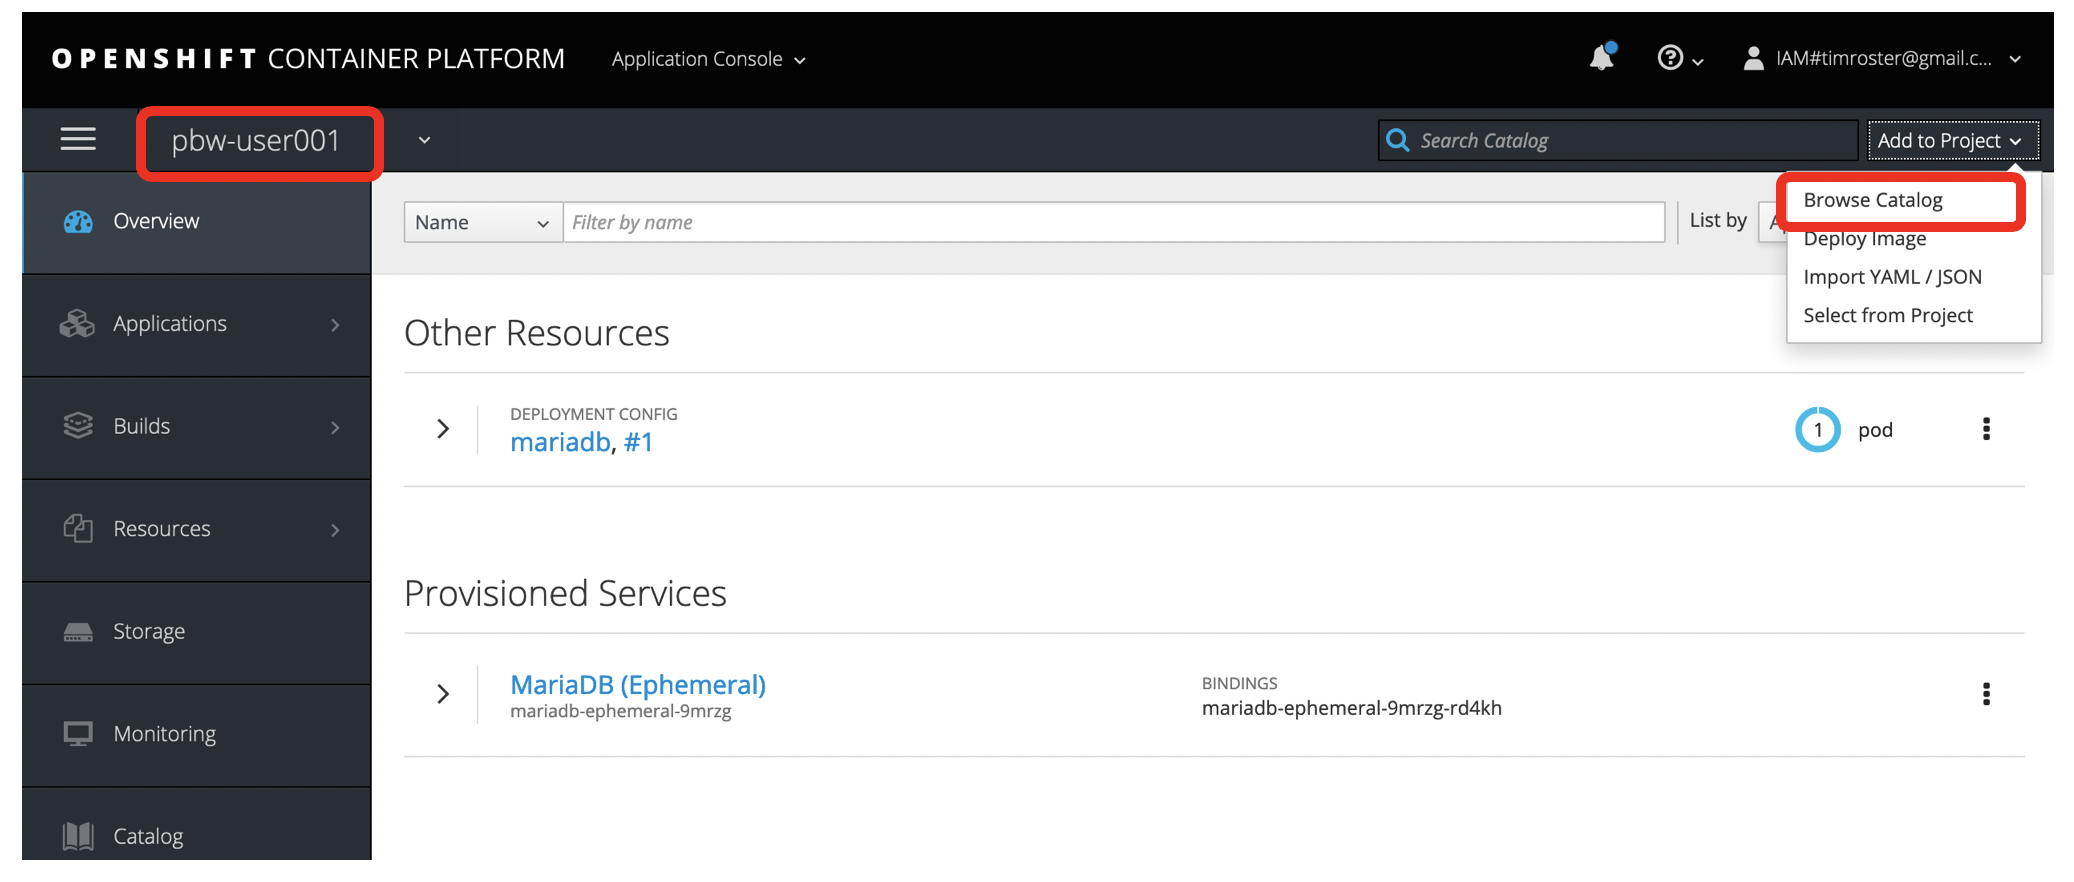 OPENSHIFT CONTAINER PLATFORM
Application Console
IAM#timroster@gmail.c...
pbw-user001
Search Catalog
Add to Project
Browse Catalog
Deploy Image
Import YAML / JSON
Select from Project
Overview
Applications
Builds
Resources
Storage
Monitoring
Catalog
Name
Filter by name
List by
Other Resources
DEPLOYMENT CONFIG
mariadb, #1
1 pod
Provisioned Services
MariaDB (Ephemeral)
mariadb-ephemeral-9mrzg
BINDINGS
mariadb-ephemeral-9mrzg-rd4kh